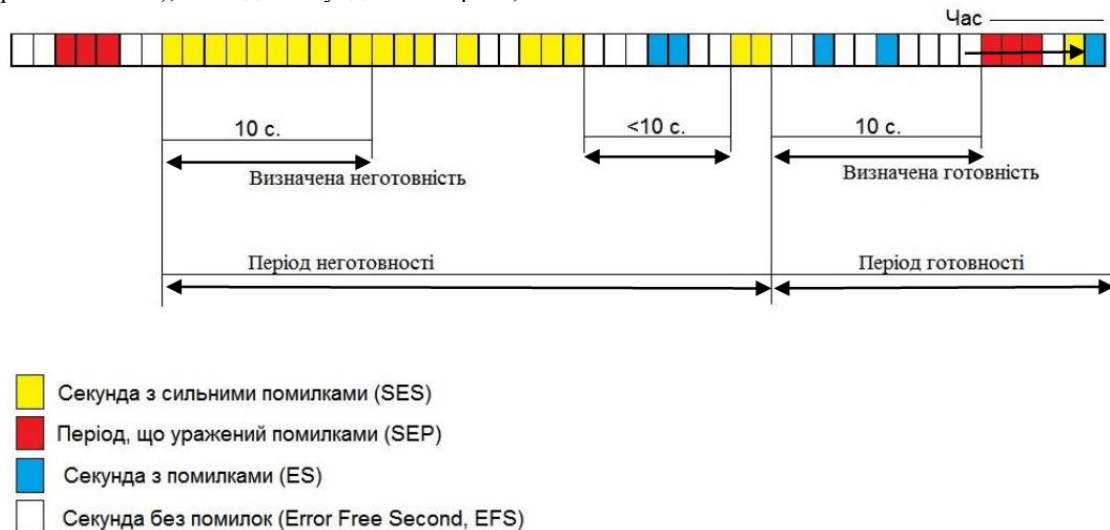 Час
10 с.
<10 с.
10 с.
Визначена неготовність
Визначена готовність
Період неготовності
Період готовності
Секунда з сильними помилками (SES)
Період, що уражений помилками (SEP)
Секунда з помилками (ES)
Секунда без помилок (Error Free Second, EFS)